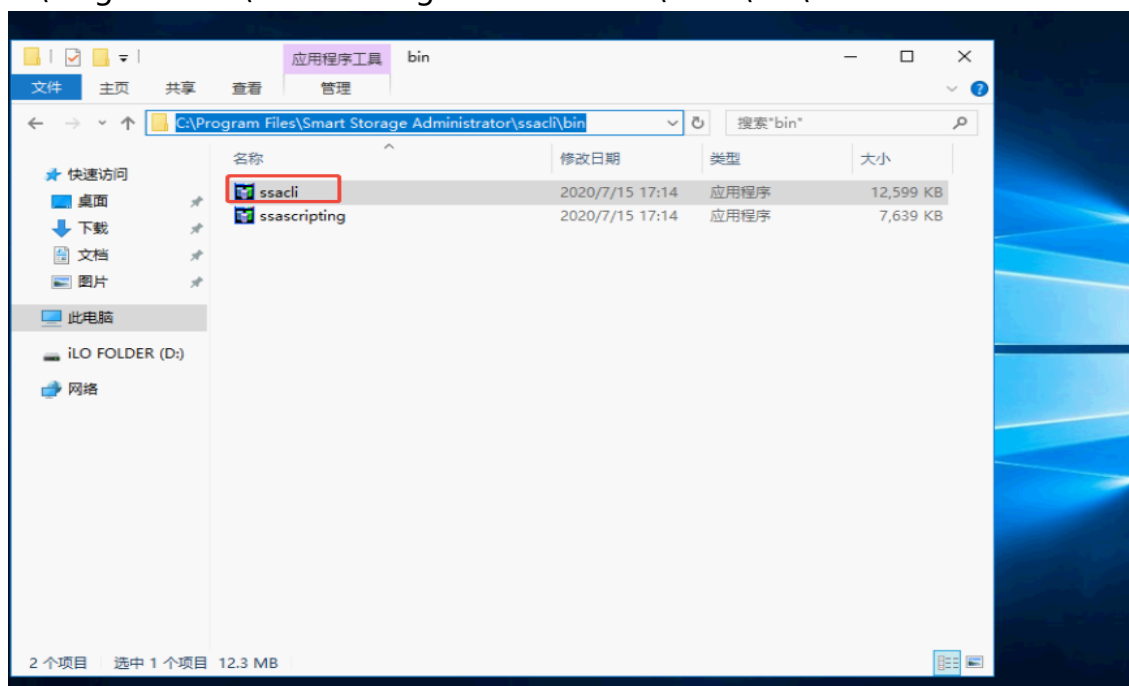 应用程序工具 bin
文件 主页 共享 查看 管理
C:\Program Files\Smart Storage Administrator\ssacli\bin 搜索"bin"
名称 修改日期 类型 大小
快速访问
桌面
下载
文档
图片
此电脑
iLO FOLDER (D:)
网络
ssacli 2020/7/15 17:14 应用程序 12,599 KB
ssascripting 2020/7/15 17:14 应用程序 7,639 KB
2 个项目 选中 1 个项目 12.3 MB